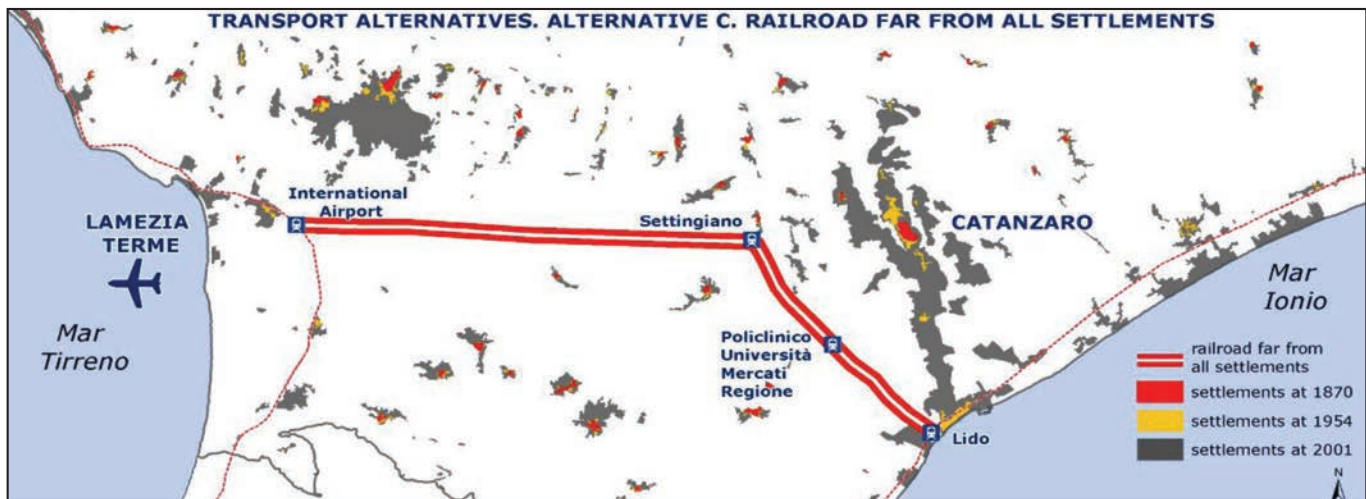 TRANSPORT ALTERNATIVES. ALTERNATIVE C. RAILROAD FAR FROM ALL SETTLEMENTS
International
Airport
LAMEZIA
TERME
Settingiano
CATANZARO
Mar
Tirreno
Mar
Ionio
Policlinico
Università
Mercati
Regione
Lido
railroad far from
all settlements
settlements at 1870
settlements at 1954
settlements at 2001
N